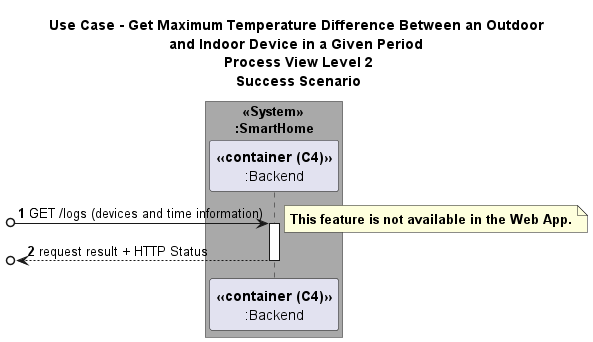 Use Case - Get Maximum Temperature Difference Between an Outdoor
and Indoor Device in a Given Period
Process View Level 2
Success Scenario
«System»
:SmartHome
«container (C4)»
:Backend
1 GET /logs (devices and time information)
This feature is not available in the Web App.
2 request result + HTTP Status
«container (C4)»
:Backend